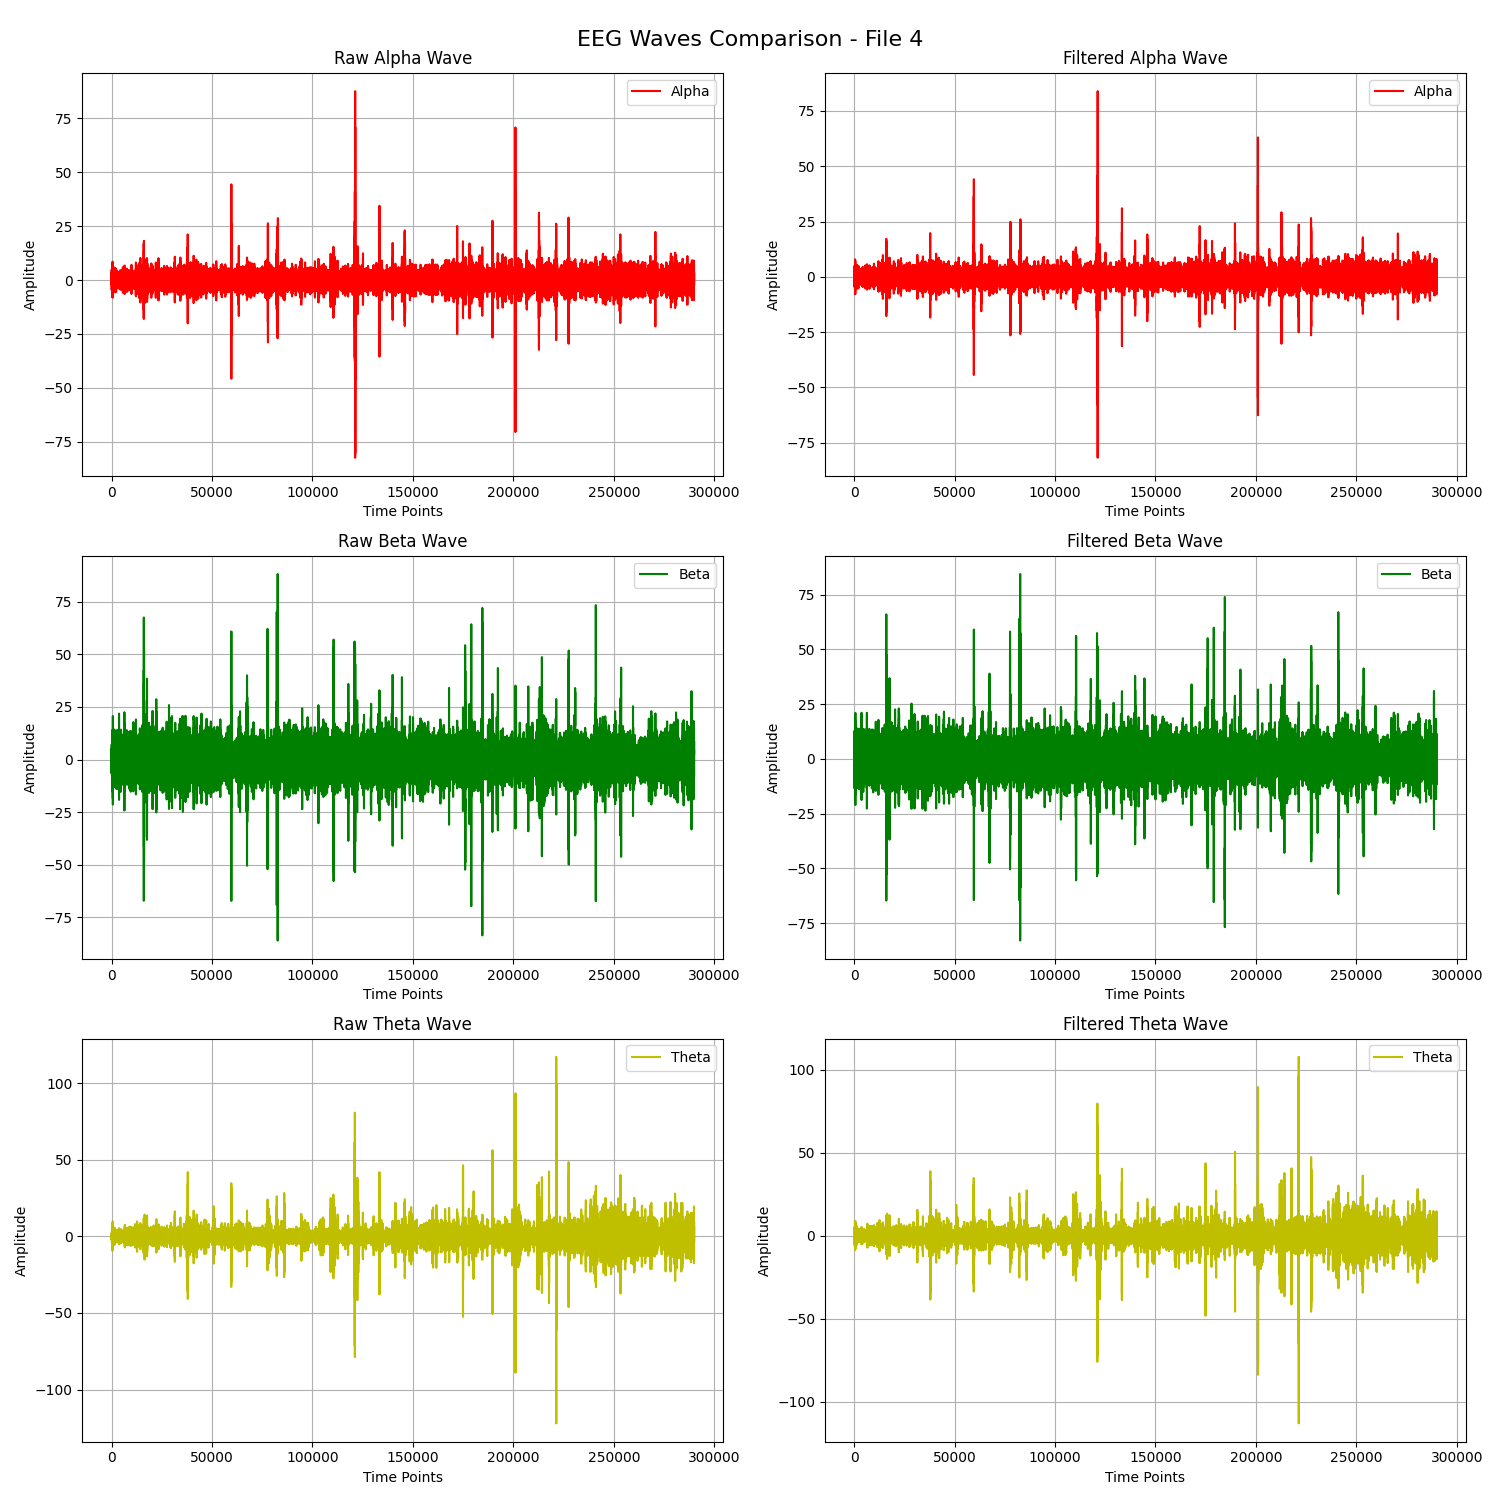 EEG Waves Comparison - File 4
Raw Alpha Wave
Alpha
75
50
25
0
−25
−50
−75
Amplitude
0 50000 100000 150000 200000 250000 300000
Time Points
Filtered Alpha Wave
Alpha
75
50
25
0
−25
−50
−75
Amplitude
0 50000 100000 150000 200000 250000 300000
Time Points
Raw Beta Wave
Beta
75
50
25
0
−25
−50
−75
Amplitude
0 50000 100000 150000 200000 250000 300000
Time Points
Filtered Beta Wave
Beta
75
50
25
0
−25
−50
−75
Amplitude
0 50000 100000 150000 200000 250000 300000
Time Points
Raw Theta Wave
Theta
100
50
0
−50
−100
Amplitude
0 50000 100000 150000 200000 250000 300000
Time Points
Filtered Theta Wave
Theta
100
50
0
−50
−100
Amplitude
0 50000 100000 150000 200000 250000 300000
Time Points